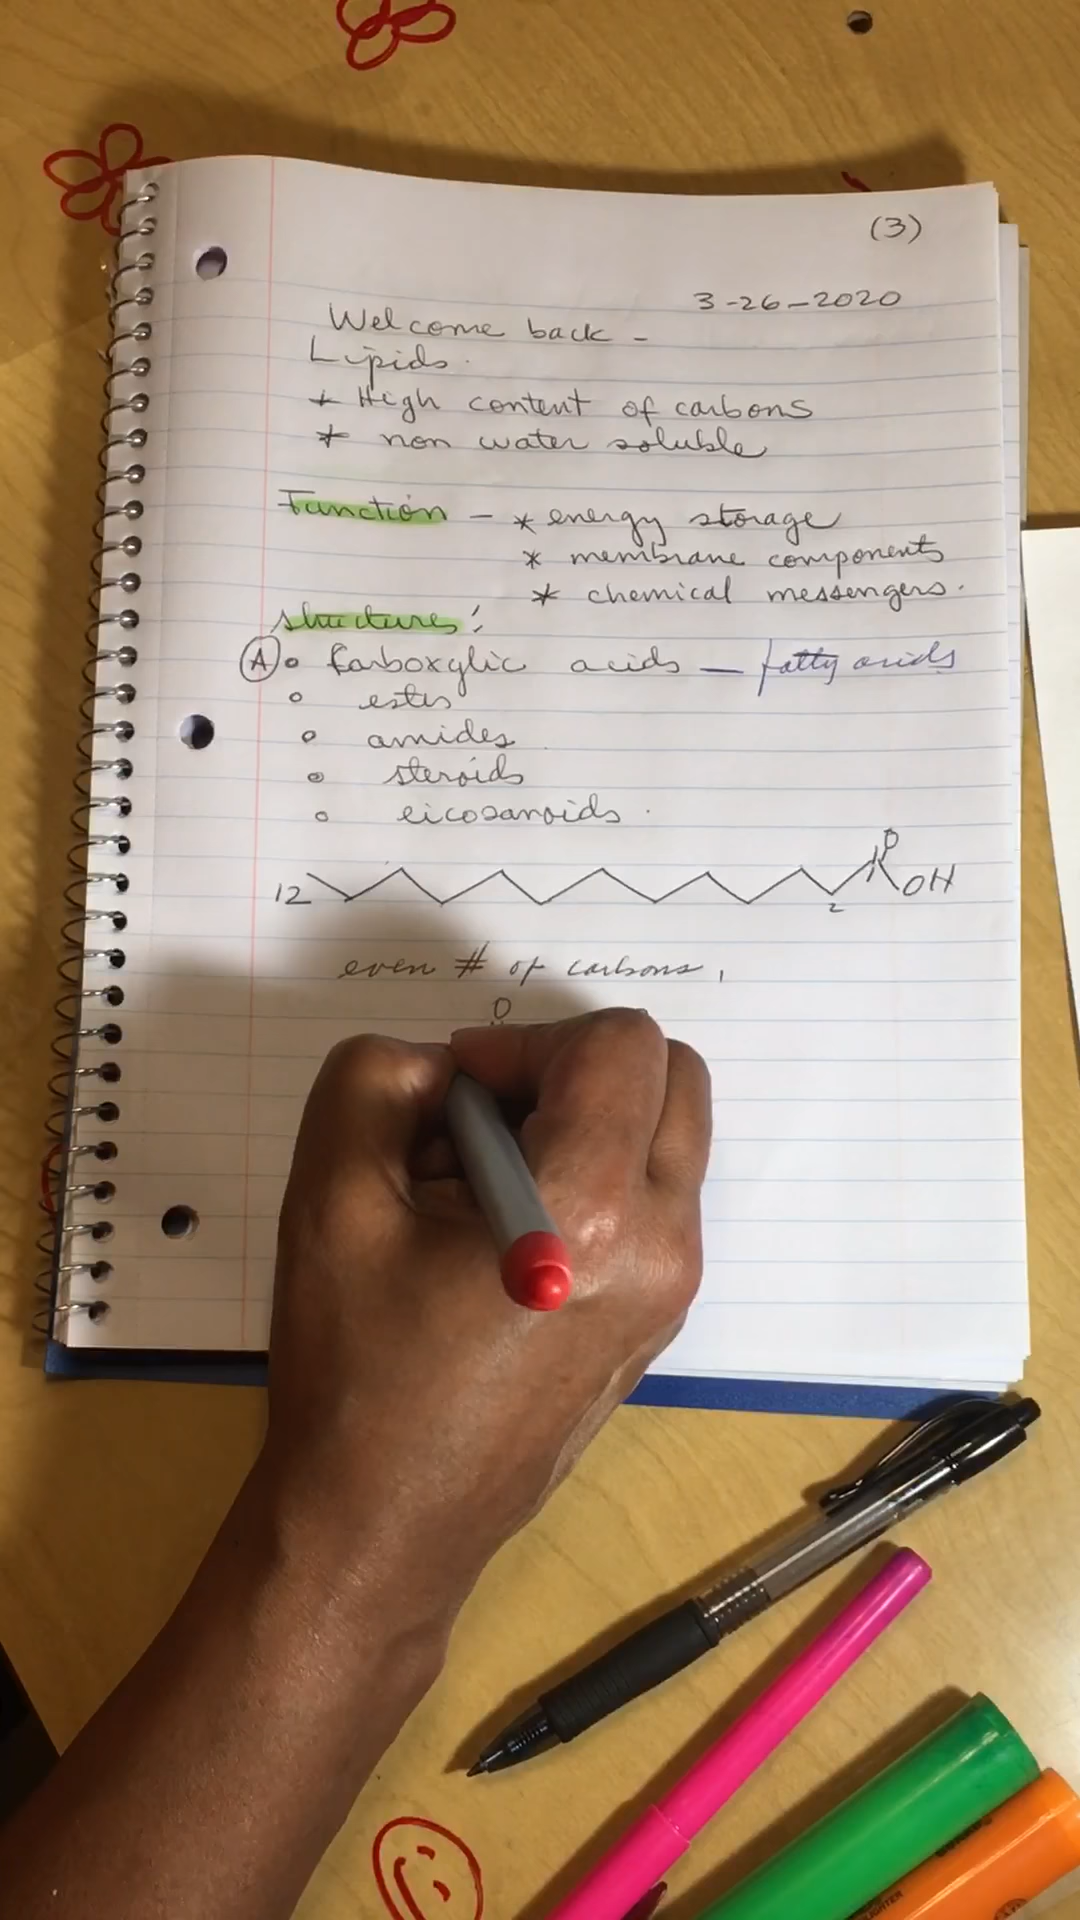 (3)
3-26-2020
Welcome back -
Lipids.
* High content of carbons
* non water soluble
Function - * energy storage
* membrane components
* chemical messengers.
structures:
A ° Carboxylic acids — fatty acids
° esters
° amides
° steroids
° eicosanoids.
O
12 OH
2
even # of carbons,
O